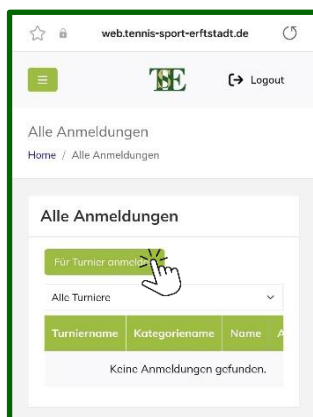 web.tennis-sport-erftstadt.de
TSE
Logout
Alle Anmeldungen
Home / Alle Anmeldungen
Alle Anmeldungen
Für Turnier anmelden
Alle Turniere
Turniername Kategoriename Name A
Keine Anmeldungen gefunden.